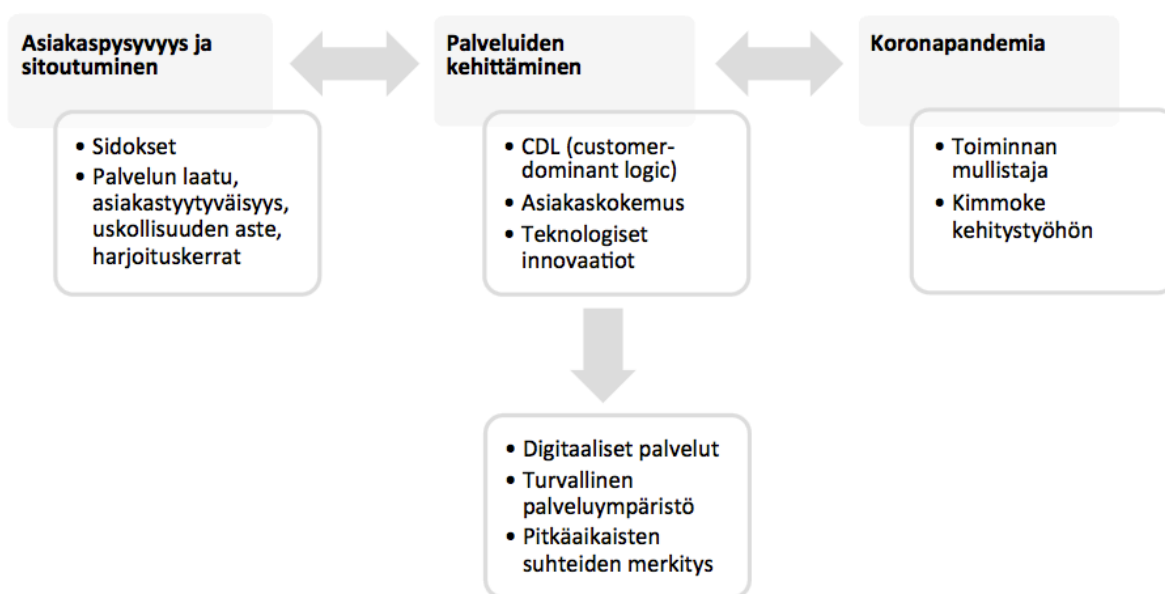 Asiakaspysyvyys ja
sitoutuminen
• Sidokset
• Palvelun laatu,
asiakastyytyväisyys,
uskollisuuden aste,
harjoituskerrat
Palveluiden
kehittäminen
• CDL (customer-
dominant logic)
• Asiakaskokemus
• Teknologiset
innovaatiot
Koronapandemia
• Toiminnan
mullistaja
• Kimmoke
kehitystyöhön
• Digitaaliset palvelut
• Turvallinen
palveluympäristö
• Pitkäaikaisten
suhteiden merkitys